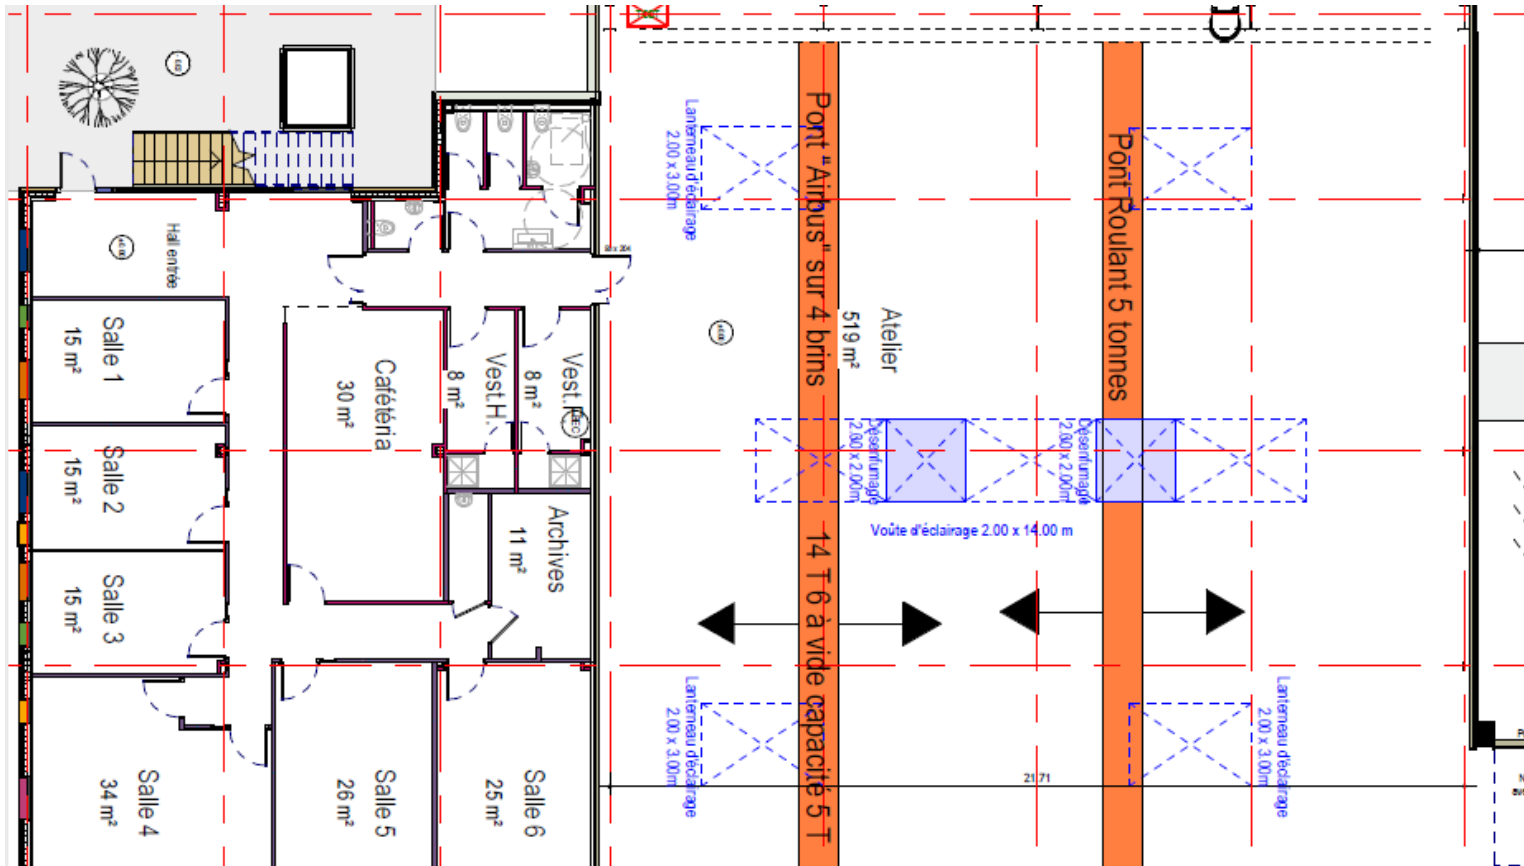 Hall entrée
Salle 1
15 m²
Salle 2
15 m²
Salle 3
15 m²
Salle 4
34 m²
Salle 5
26 m²
Salle 6
25 m²
Cafétéria
30 m²
Vest.H.
8 m²
Vest.F.
8 m²
Archives
11 m²
Atelier
519 m²
Pont "Airbus" sur 4 brins
14 T 6 à vide capacité 5 T
Pont Roulant 5 tonnes
Lanterneau d'éclairage
2.00 x 3.00m
Lanterneau d'éclairage
2.00 x 3.00m
Lanterneau d'éclairage
2.00 x 3.00m
Désenfumage
2.00 x 2.00m
Désenfumage
2.00 x 2.00m
Voûte d'éclairage 2.00 x 14.00 m
21.71